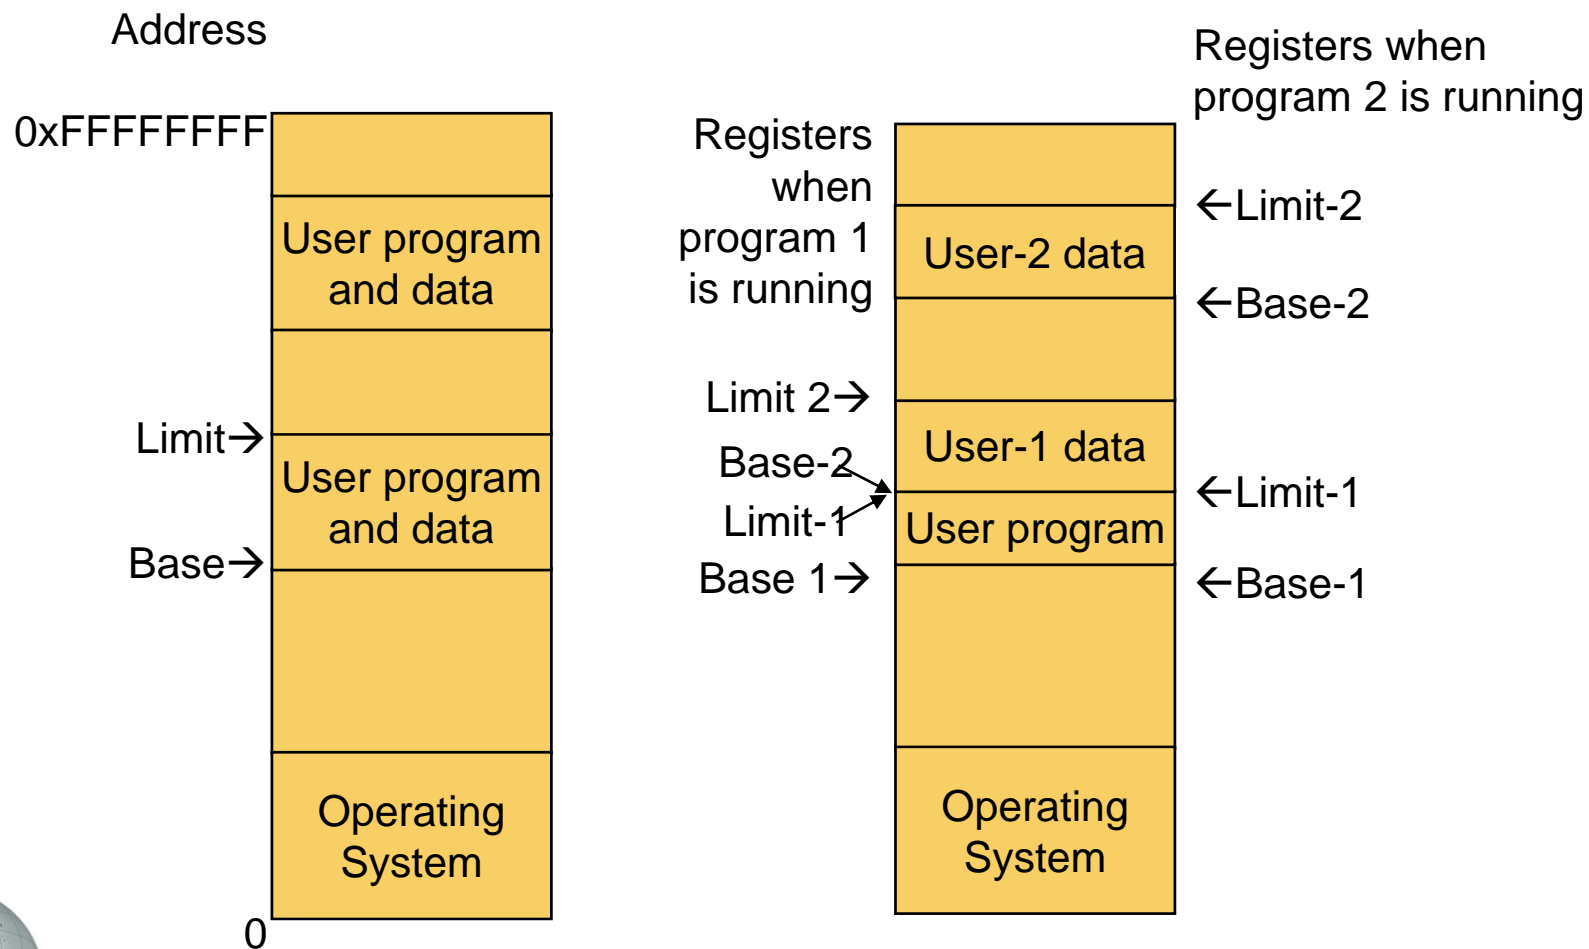 Address
0xFFFFFFFF
User program
and data
Limit→
User program
and data
Base→
Operating
System
0
Registers
when
program 1
is running
Limit 2→
Base-2
Limit-1
Base 1→
User-2 data
User-1 data
User program
Operating
System
Registers when
program 2 is running
←Limit-2
←Base-2
←Limit-1
←Base-1